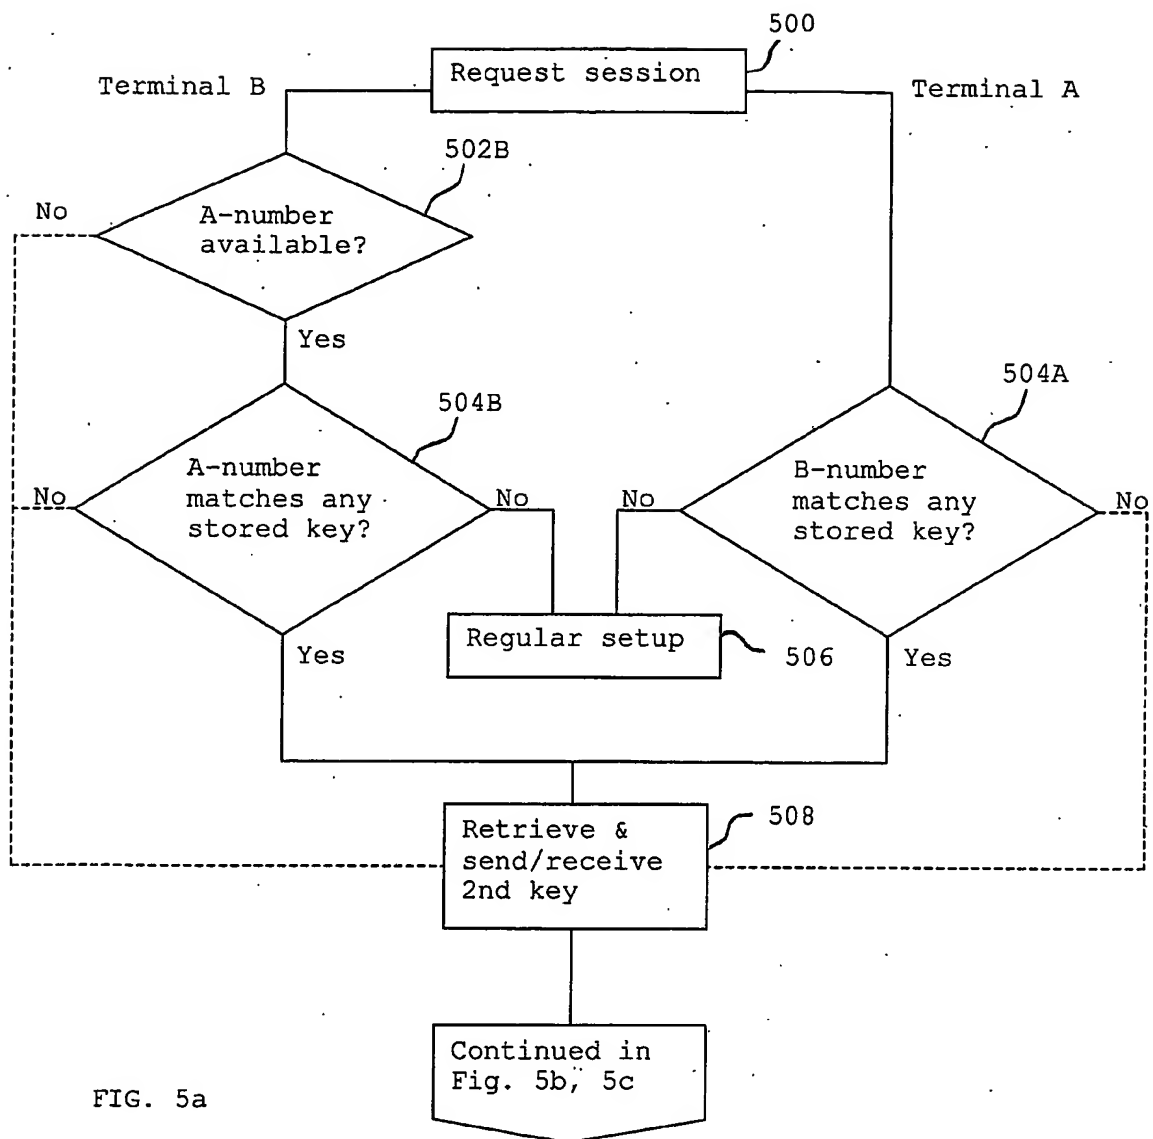 500
Request session
Terminal B
Terminal A
502B
No
A-number
available?
Yes
504B
504A
A-number
matches any
stored key?
B-number
matches any
stored key?
No
No
No
No
Regular setup
506
Yes
Yes
508
Retrieve &
send/receive
2nd key
Continued in
Fig. 5b, 5c
FIG. 5a